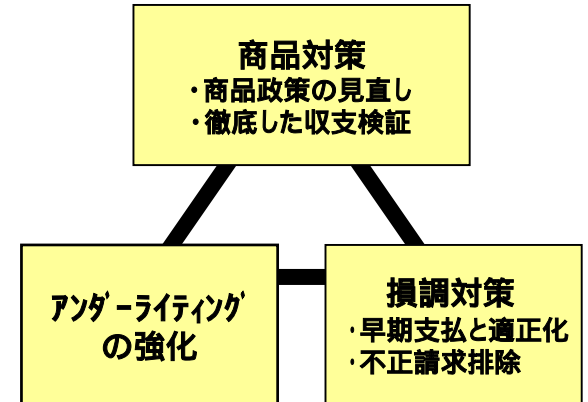 商品対策
・商品政策の見直し
・徹底した収支検証
ｱﾝﾀﾞｰﾗｲﾃｨﾝｸﾞ
の強化
損調対策
・早期支払と適正化
・不正請求排除